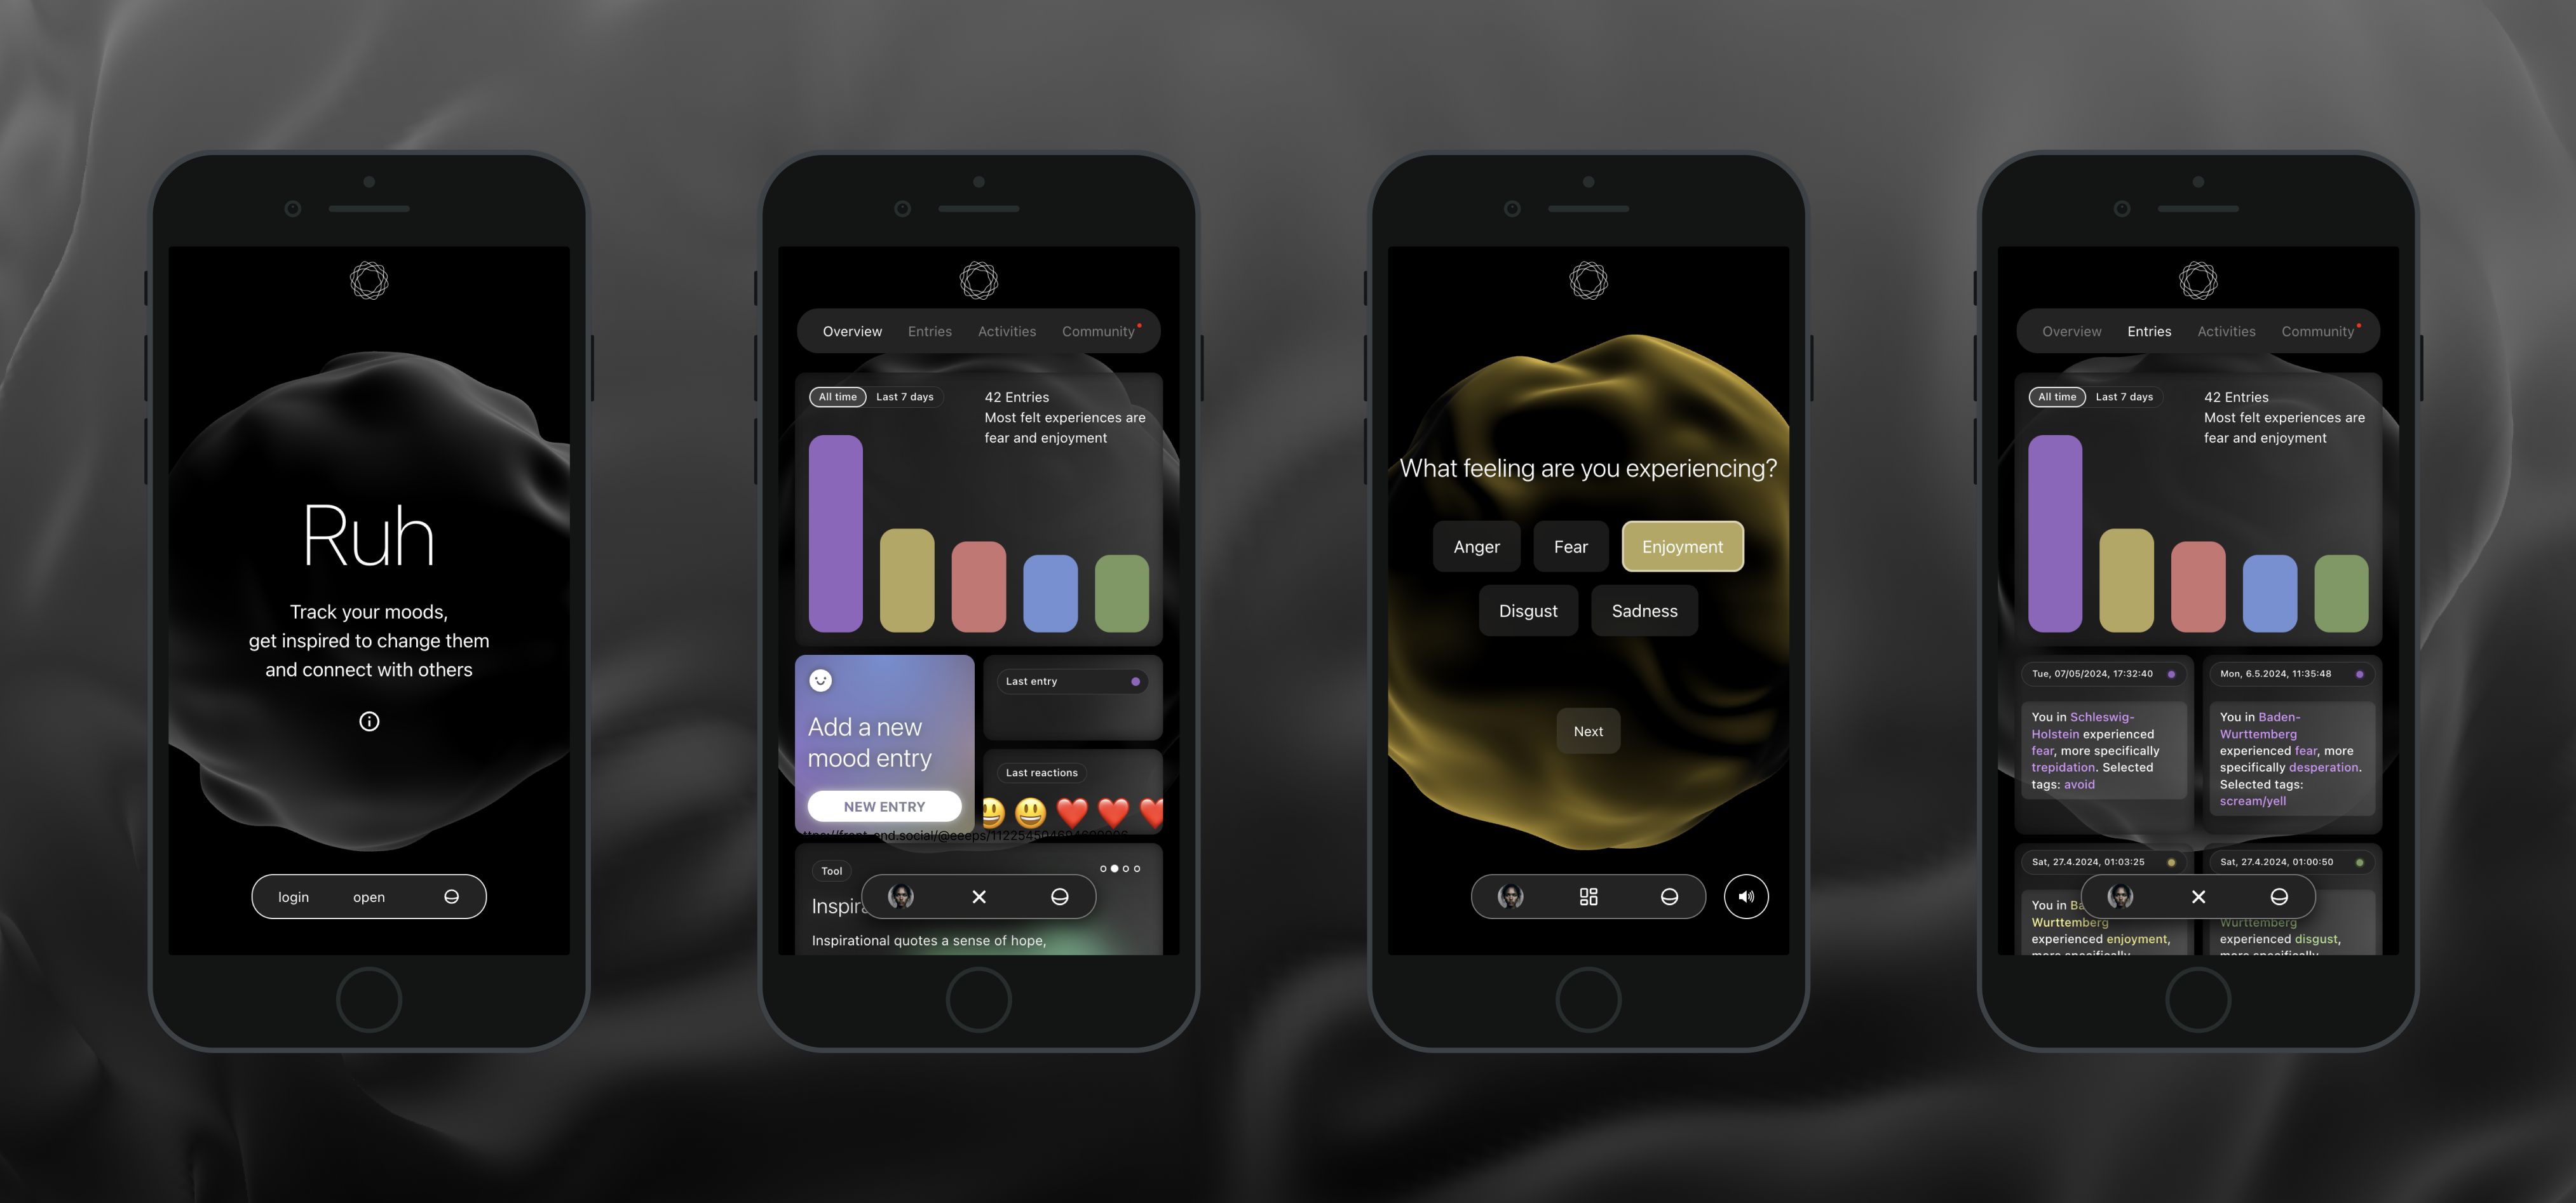 Ruh
Track your moods,
get inspired to change them
and connect with others
login open
Overview Entries Activities Community
All time Last 7 days
42 Entries
Most felt experiences are
fear and enjoyment
Add a new
mood entry
NEW ENTRY
Last entry
Last reactions
Tool
Inspir
Inspirational quotes a sense of hope,
What feeling are you experiencing?
Anger Fear Enjoyment
Disgust Sadness
Next
Overview Entries Activities Community
All time Last 7 days
42 Entries
Most felt experiences are
fear and enjoyment
Tue, 07/05/2024, 17:32:40
You in Schleswig-
Holstein experienced
fear, more specifically
trepidation. Selected
tags: avoid
Mon, 6.5.2024, 11:35:48
You in Baden-
Wurttemberg
experienced fear, more
specifically desperation.
Selected tags:
scream/yell
Sat, 27.4.2024, 01:03:25
You in Ba
Wurttemberg
experienced enjoyment,
more specifically
Sat, 27.4.2024, 01:00:50
Wurttemberg
experienced disgust,
more specifically